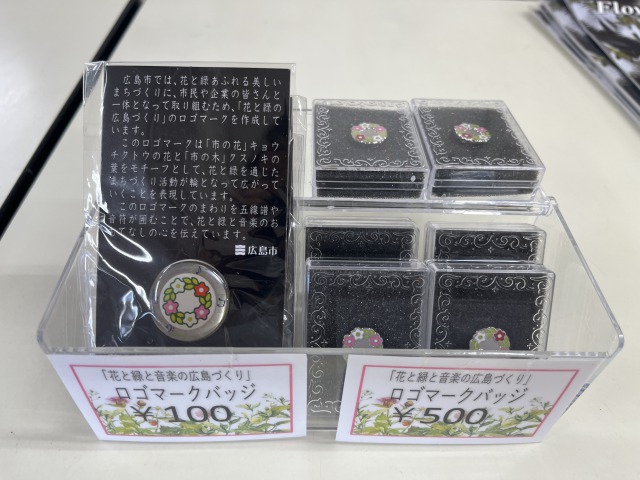 Flow
広島市では、花と緑あふれる美しい
まちづくりに、市民や企業の皆さんと
一体となって取り組むため、「花と緑の
広島づくり」のロゴマークを作成して
います。
このロゴマークは「市の花」キョウ
チクトウの花と「市の木」クスノキの
葉をモチーフとして、花と緑を通じた
まちづくり活動が輪となって広がって
いくことを表現しています。
このロゴマークのまわりを五線譜や
音符が囲むことで、花と緑と音楽のお
てなしの心を伝えています。
広島市
「花と緑と音楽の広島づくり」
ロゴマークバッジ
￥100
「花と緑と音楽の広島づくり」
ロゴマークバッジ
￥500